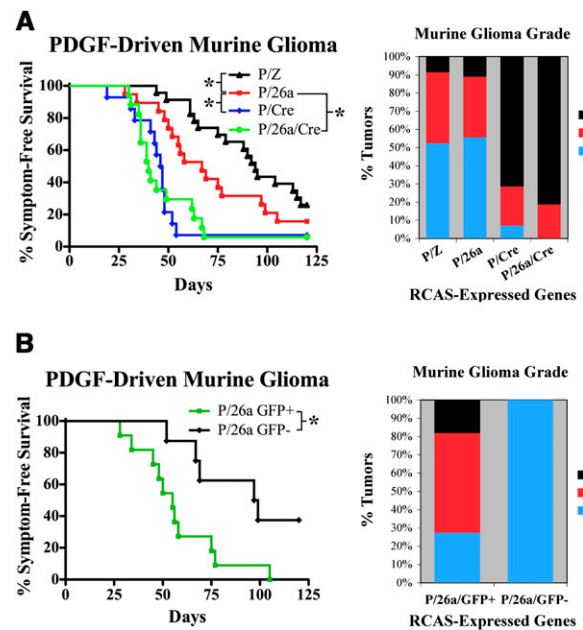 A
PDGF-Driven Murine Glioma
% Symptom-Free Survival
100
80
60
40
20
0
0 25 50 75 100 125
Days
* P/Z
P/26a
* P/Cre
P/26a/Cre *
Murine Glioma Grade
% Tumors
100%
90%
80%
70%
60%
50%
40%
30%
20%
10%
0%
P/Z P/26a P/Cre P/26a/Cre
RCAS-Expressed Genes
B
PDGF-Driven Murine Glioma
% Symptom-Free Survival
100
80
60
40
20
0
0 25 50 75 100 125
Days
P/26a GFP+
P/26a GFP- *
Murine Glioma Grade
% Tumors
100%
90%
80%
70%
60%
50%
40%
30%
20%
10%
0%
P/26a/GFP+ P/26a/GFP-
RCAS-Expressed Genes